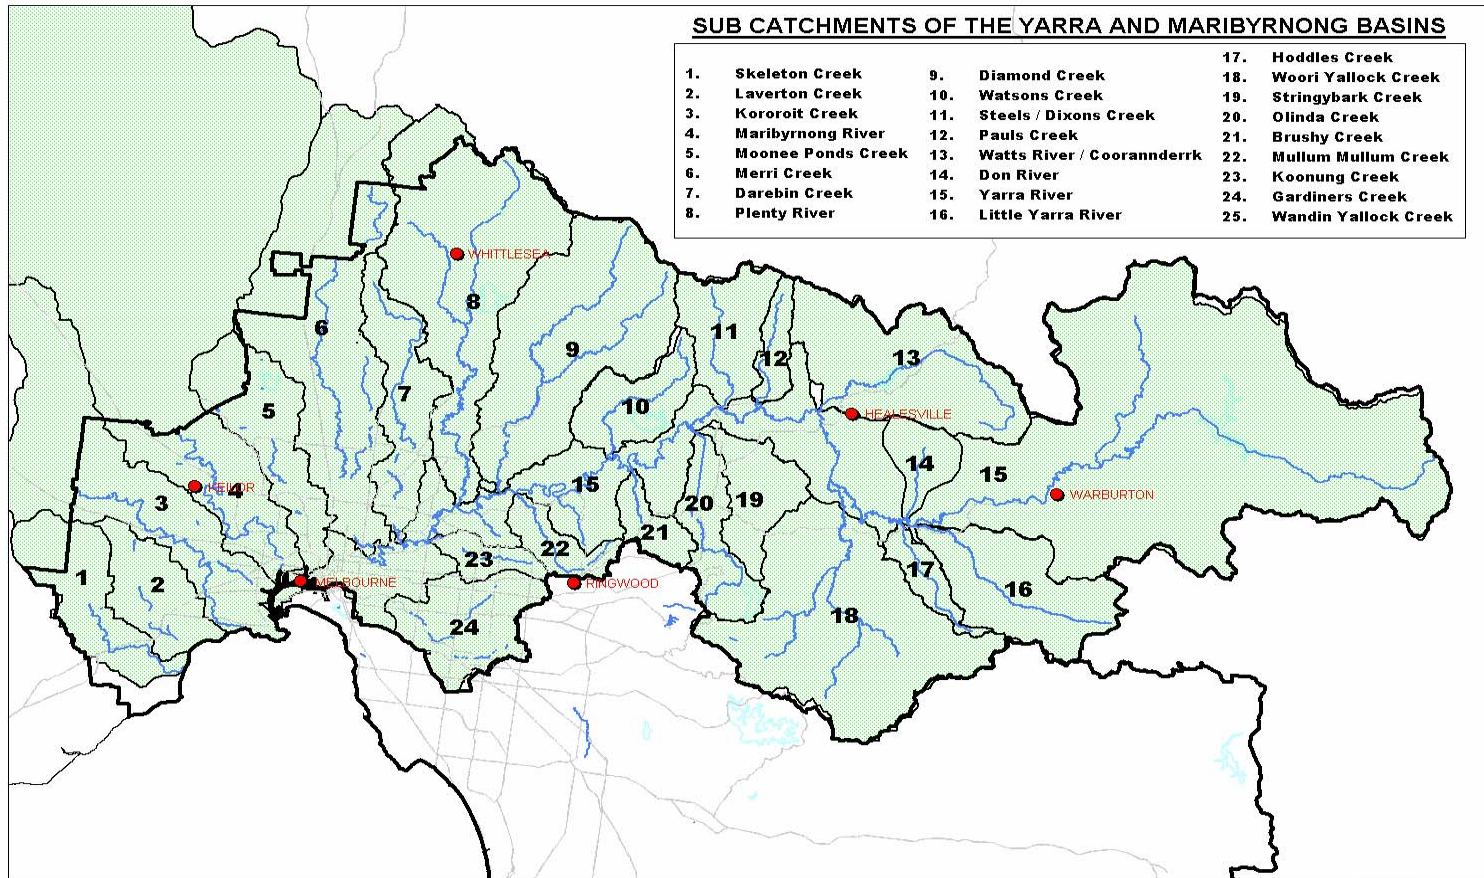 SUB CATCHMENTS OF THE YARRA AND MARIBYRNONG BASINS
1. Skeleton Creek
2. Laverton Creek
3. Kororoit Creek
4. Maribyrnong River
5. Moonee Ponds Creek
6. Merri Creek
7. Darebin Creek
8. Plenty River
9. Diamond Creek
10. Watsons Creek
11. Steels / Dixons Creek
12. Pauls Creek
13. Watts River / Coorannderrk
14. Don River
15. Yarra River
16. Little Yarra River
17. Hoddles Creek
18. Woori Yallock Creek
19. Stringybark Creek
20. Olinda Creek
21. Brushy Creek
22. Mullum Mullum Creek
23. Koonung Creek
24. Gardiners Creek
25. Wandin Yallock Creek
WHITTLESEA
8
6
11
9
12
13
7
5
10
HEALESVILLE
14
15
15
KEILOR
4
3
WARBURTON
20
19
21
22
23
1
2
MELBOURNE
RINGWOOD
17
16
18
24